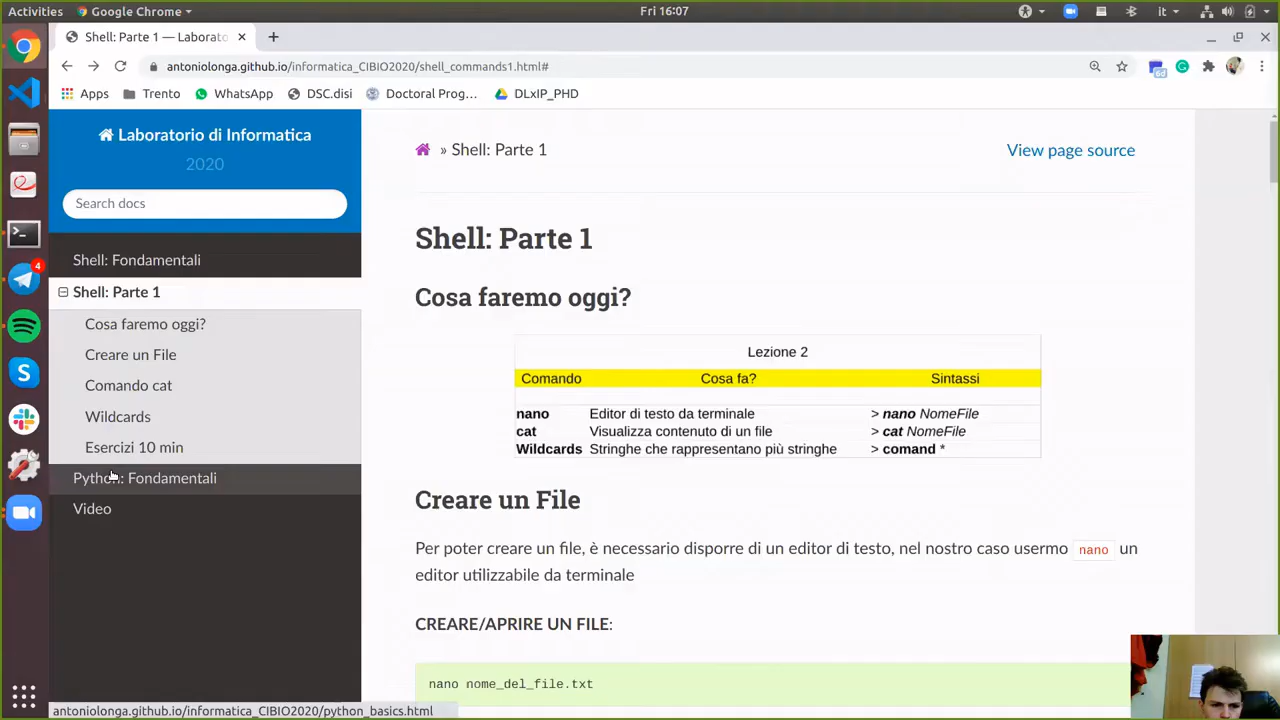 Activities
Google Chrome
Fri 16:07
it
Shell: Parte 1 — Laborato
antoniolonga.github.io/informatica_CIBIO2020/shell_commands1.html#
6d
Apps
Trento
WhatsApp
DSC.disi
Doctoral Prog…
DLxIP_PHD
Laboratorio di Informatica
2020
Search docs
Shell: Fondamentali
Shell: Parte 1
Cosa faremo oggi?
Creare un File
Comando cat
Wildcards
Esercizi 10 min
Python: Fondamentali
Video
» Shell: Parte 1
View page source
Shell: Parte 1
Cosa faremo oggi?
Lezione 2
Comando Cosa fa? Sintassi
nano Editor di testo da terminale > nano NomeFile
cat Visualizza contenuto di un file > cat NomeFile
Wildcards Stringhe che rappresentano più stringhe > comand *
Creare un File
Per poter creare un file, è necessario disporre di un editor di testo, nel nostro caso usermo nano un
editor utilizzabile da terminale
CREARE/APRIRE UN FILE:
nano nome_del_file.txt
4
antoniolonga.github.io/informatica_CIBIO2020/python_basics.html